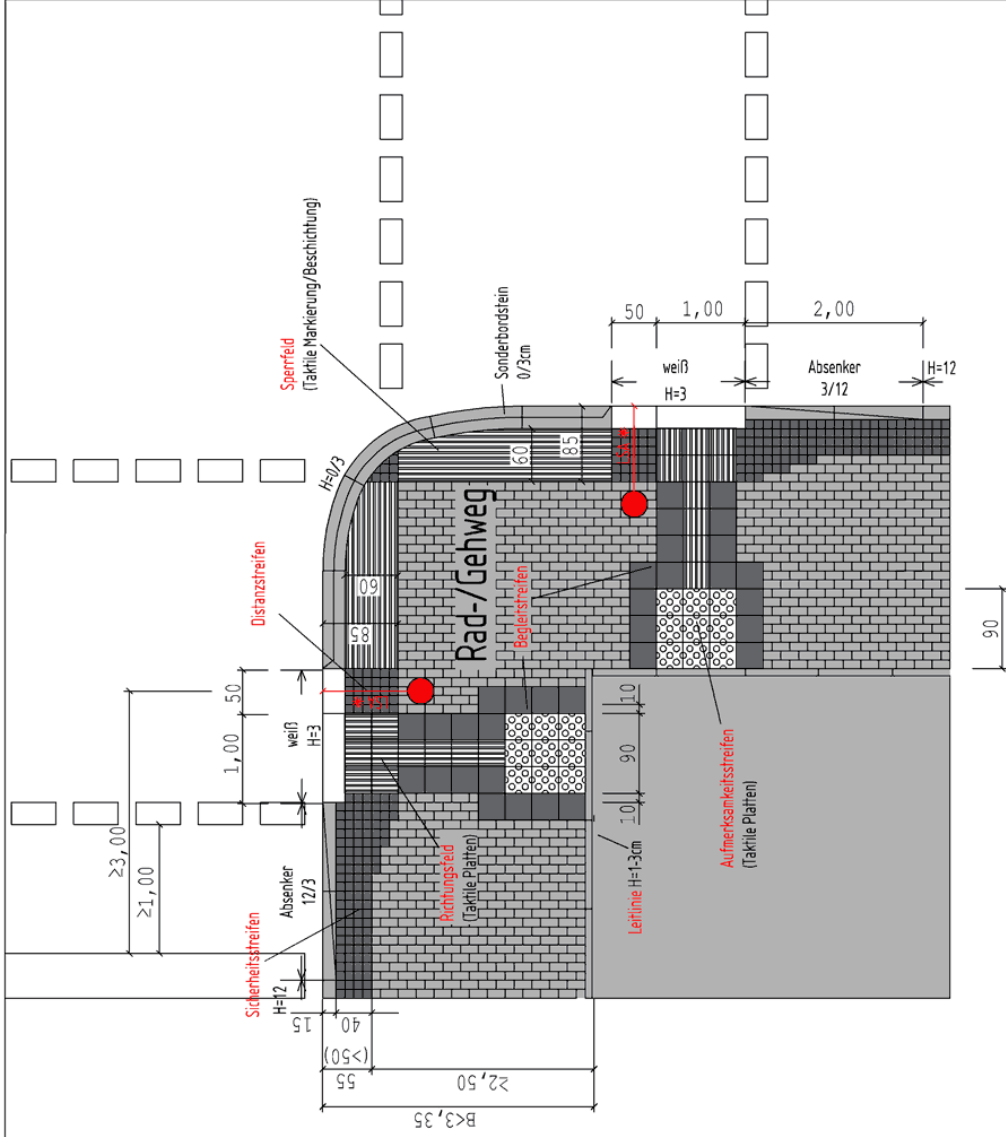 Sperrfeld
(Taktile Markierung/Beschichtung)
Sonderbordstein
0/3cm
H=0/3
Distanzstreifen
50
1,00
2,00
weiß
H=3
Absenker
3/12
H=12
60
85
60
85
Rad-/Gehweg
Begleitstreifen
50
1,00
weiß
H=3
≥3,00
≥1,00
Absenker
12/3
Sicherheitsstreifen
H=12
Richtungsfeld
(Taktile Platten)
Leitlinie H=1-3cm
Aufmerksamkeitsstreifen
(Taktile Platten)
10
90
10
90
15
40
55
(>50)
≥2,50
B<3,35